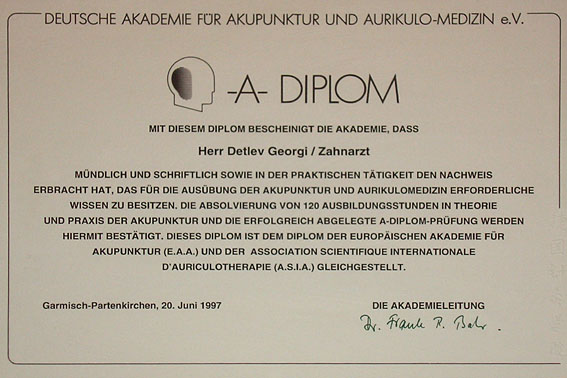 DEUTSCHE AKADEMIE FÜR AKUPUNKTUR UND AURIKULO-MEDIZIN e.V.
-A- DIPLOM
MIT DIESEM DIPLOM BESCHEINIGT DIE AKADEMIE, DASS
Herr Detlev Georgi / Zahnarzt
MÜNDLICH UND SCHRIFTLICH SOWIE IN DER PRAKTISCHEN TÄTIGKEIT DEN NACHWEIS
ERBRACHT HAT, DAS FÜR DIE AUSÜBUNG DER AKUPUNKTUR UND AURIKULOMEDIZIN ERFORDERLICHE
WISSEN ZU BESITZEN. DIE ABSOLVIERUNG VON 120 AUSBILDUNGSSTUNDEN IN THEORIE
UND PRAXIS DER AKUPUNKTUR UND DIE ERFOLGREICH ABGELEGTE A-DIPLOM-PRÜFUNG WERDEN
HIERMIT BESTÄTIGT. DIESES DIPLOM IST DEM DIPLOM DER EUROPÄISCHEN AKADEMIE FÜR
AKUPUNKTUR (E.A.A.) UND DER ASSOCIATION SCIENTIFIQUE INTERNATIONALE
D'AURICULOTHERAPIE (A.S.I.A.) GLEICHGESTELLT.
Garmisch-Partenkirchen, 20. Juni 1997
DIE AKADEMIELEITUNG
Dr. Frank R. Bahr.